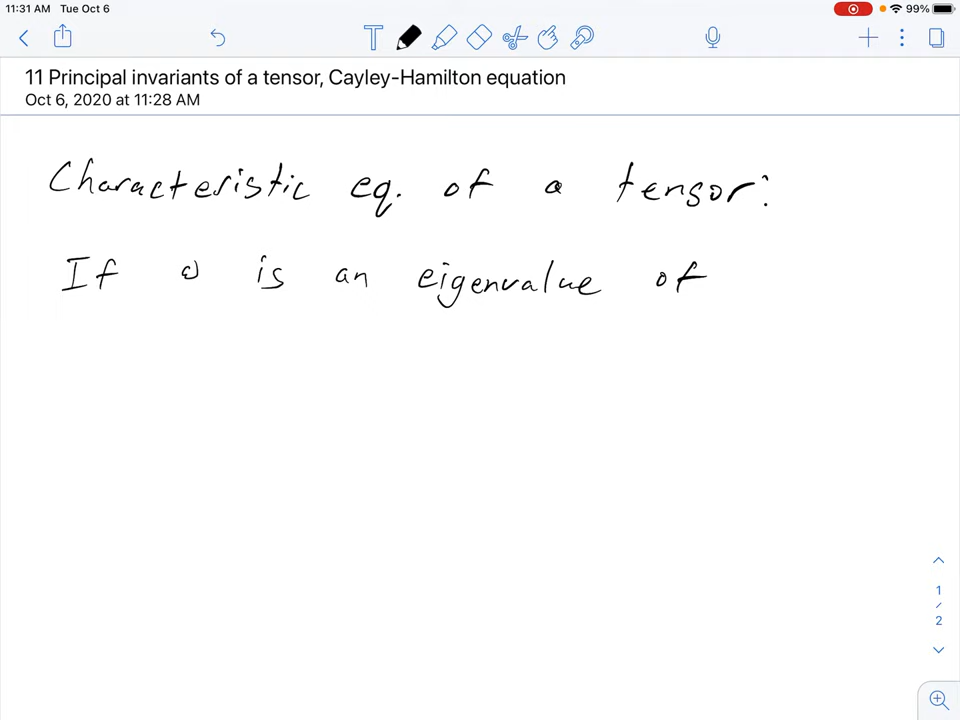 11:31 AM Tue Oct 6 99%
11 Principal invariants of a tensor, Cayley-Hamilton equation
Oct 6, 2020 at 11:28 AM
Characteristic eq. of a tensor:
If ω is an eigenvalue of
1
/
2